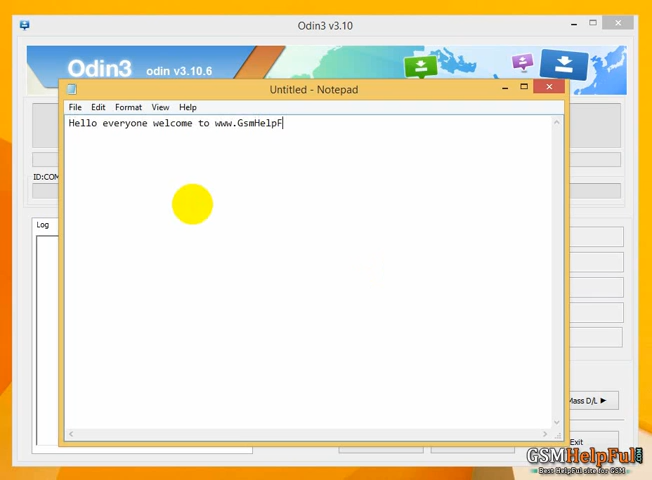 Odin3 v3.10
Odin3 odin v3.10.6
Untitled - Notepad
File Edit Format View Help
Hello everyone welcome to www.GsmHelpF
ID:COM
Log
Mass D/L ►
Exit
GSMHelpFul.COM
Best HelpFul site for GSM